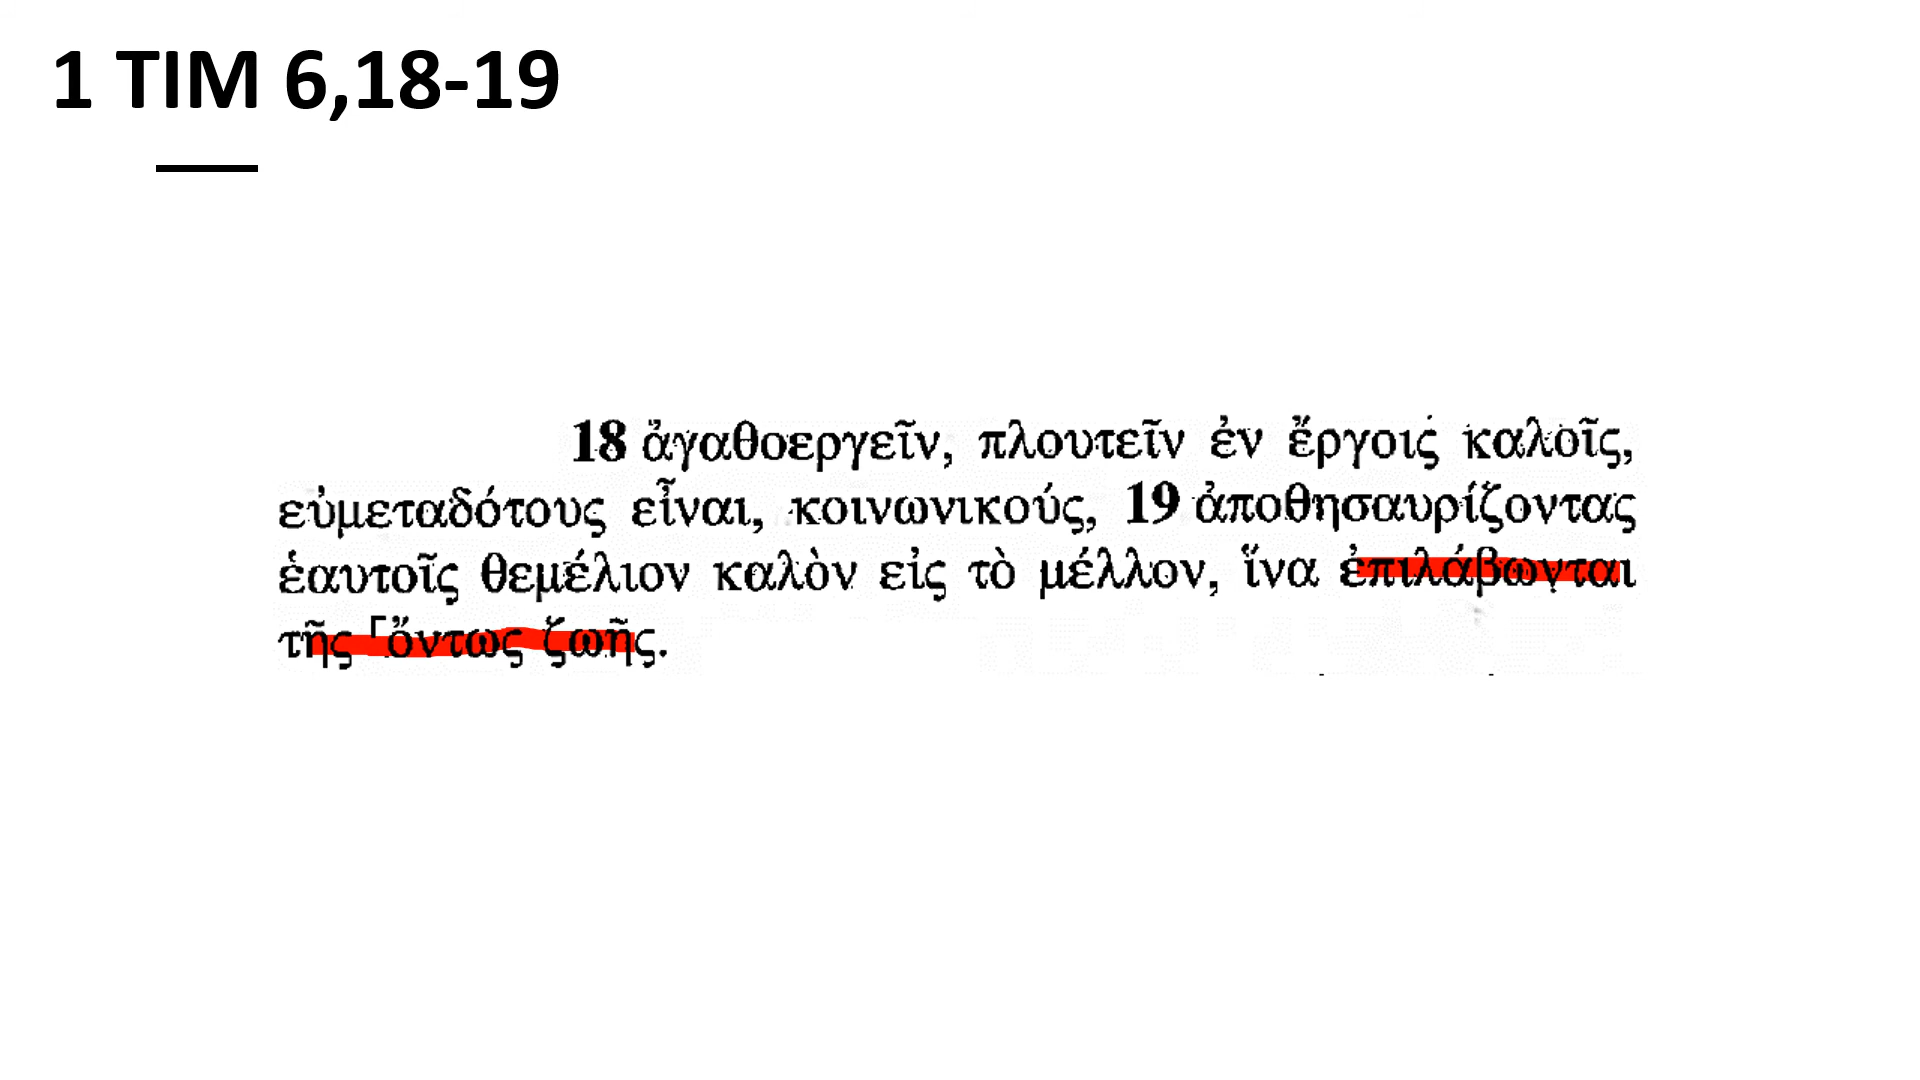 1 TIM 6,18-19
18 ἀγαθοεργεῖν, πλουτεῖν ἐν ἔργοις καλοῖς,
εὐμεταδότους εἶναι, κοινωνικούς, 19 ἀποθησαυρίζοντας
ἑαυτοῖς θεμέλιον καλὸν εἰς τὸ μέλλον, ἵνα ἐπιλάβωνται
τῆς ⸀ὄντως ζωῆς.